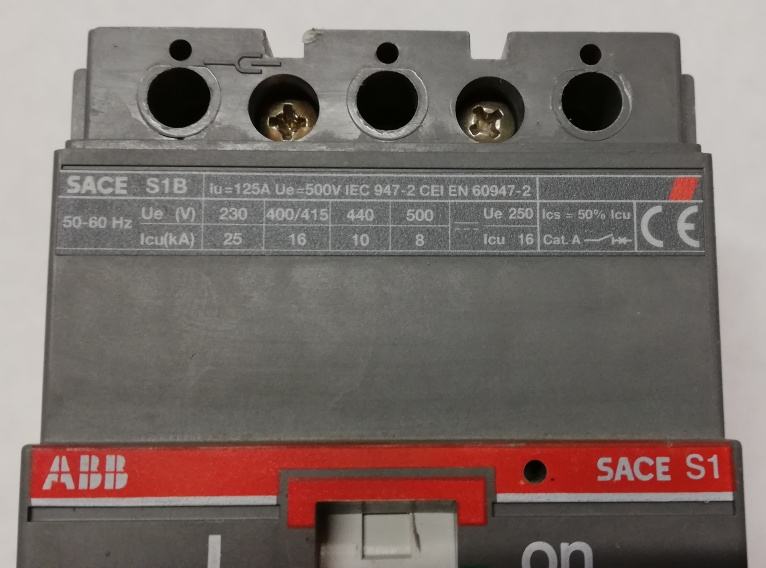 SACE S1B Iu=125A Ue=500V IEC 947-2 CEI EN 60947-2
50-60 Hz Ue (V) 230 400/415 440 500 Ue 250 Ics = 50% Icu CE
Icu(kA) 25 16 10 8 Icu 16 Cat. A
ABB SACE S1
I on